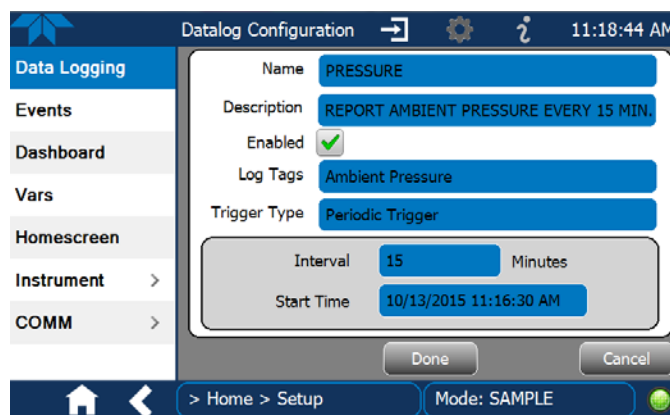 Datalog Configuration
11:18:44 AM
Data Logging
Events
Dashboard
Vars
Homescreen
Instrument >
COMM >
Name PRESSURE
Description REPORT AMBIENT PRESSURE EVERY 15 MIN.
Enabled
Log Tags Ambient Pressure
Trigger Type Periodic Trigger
Interval 15 Minutes
Start Time 10/13/2015 11:16:30 AM
Done Cancel
> Home > Setup
Mode: SAMPLE